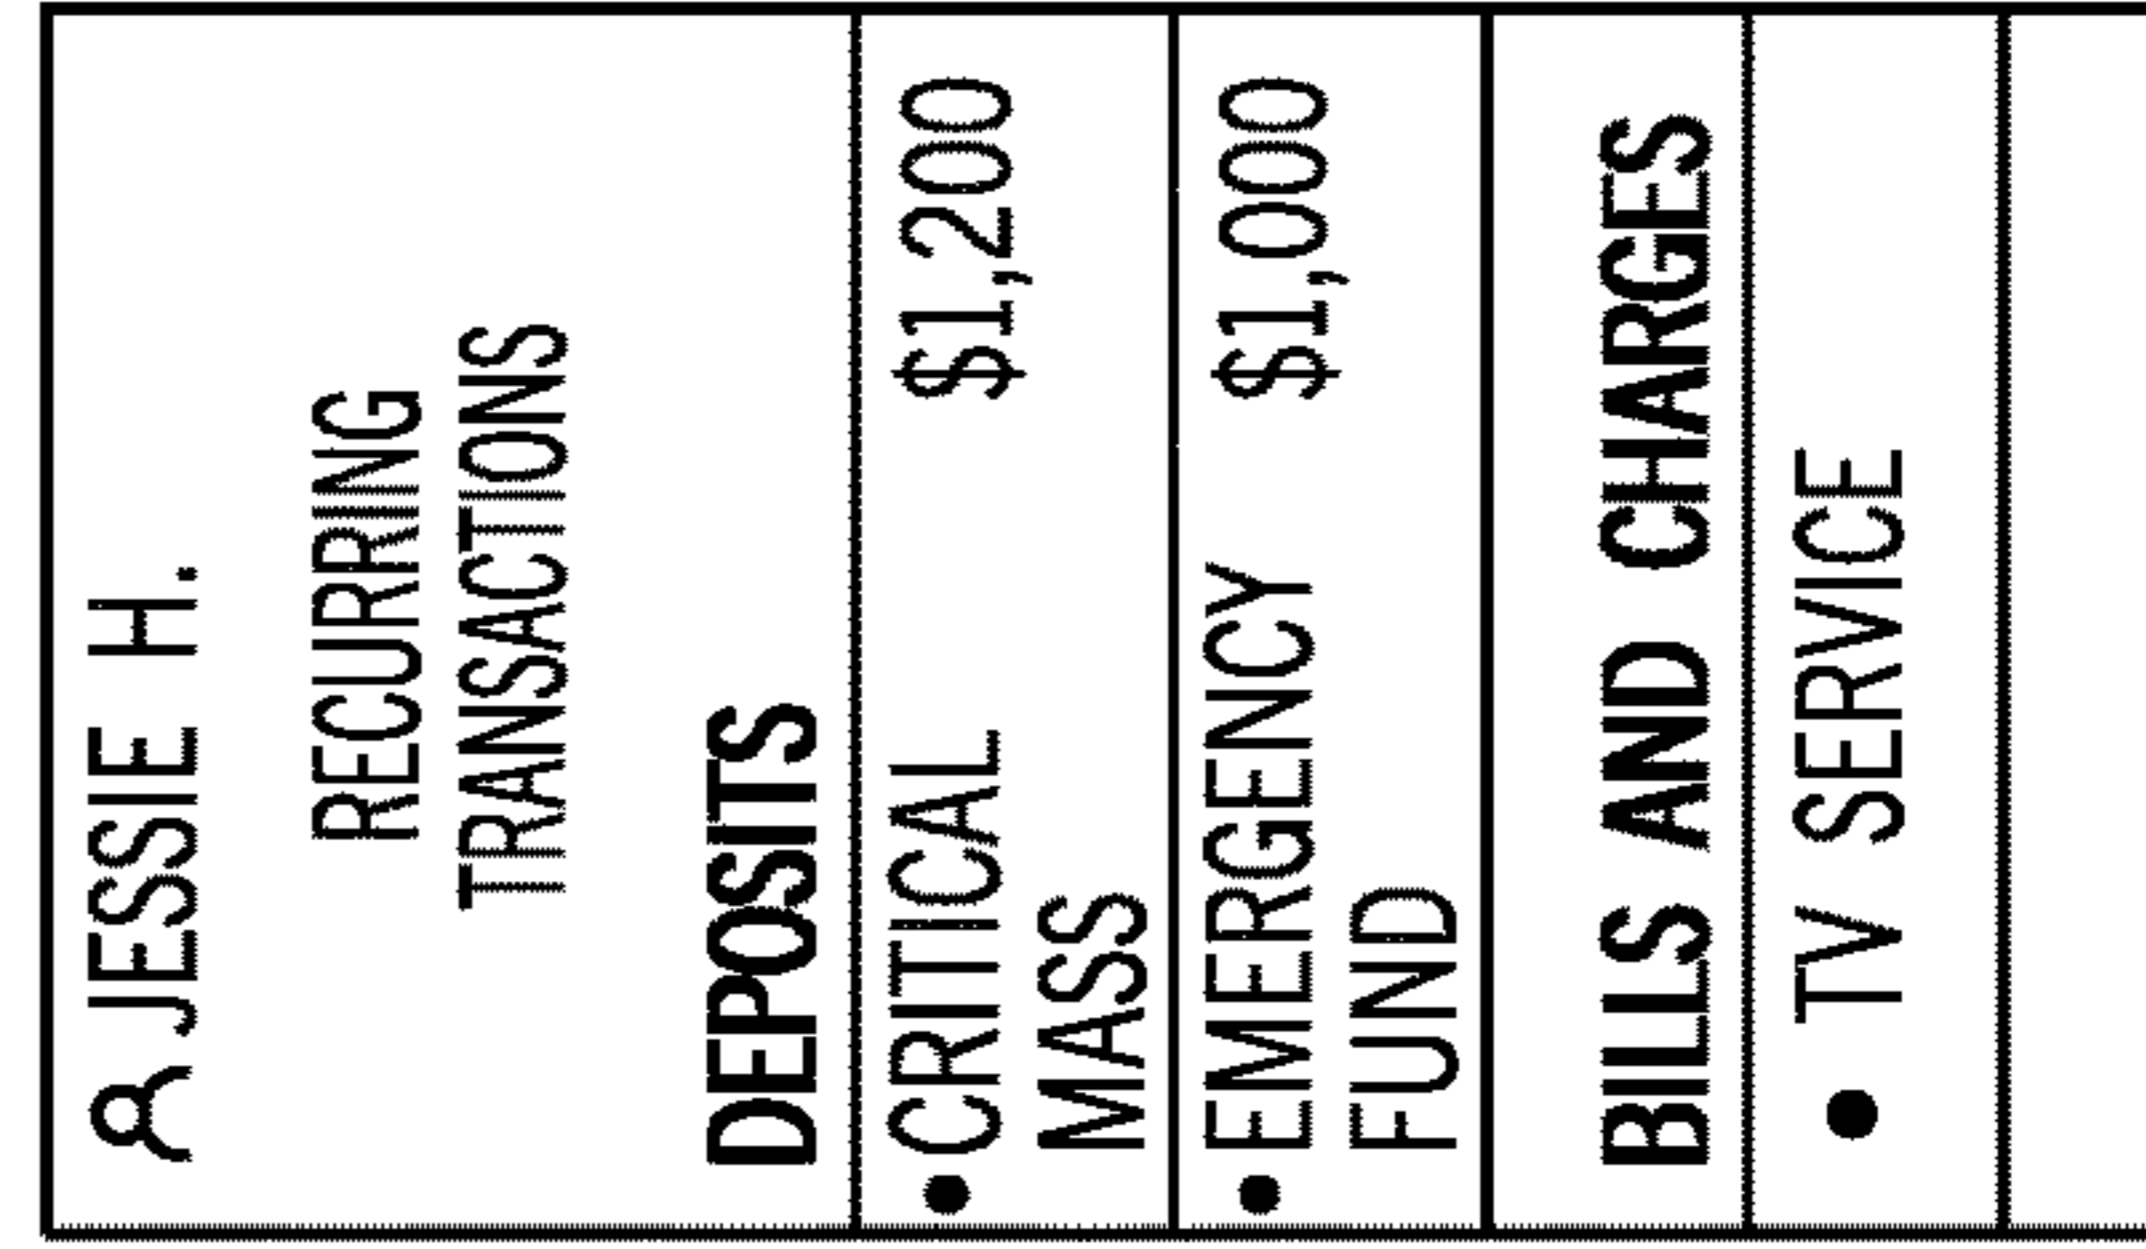 JESSIE H.
RECURRING
TRANSACTIONS
DEPOSITS
• CRITICAL $1,200
MASS
• EMERGENCY $1,000
FUND
BILLS AND CHARGES
• TV SERVICE